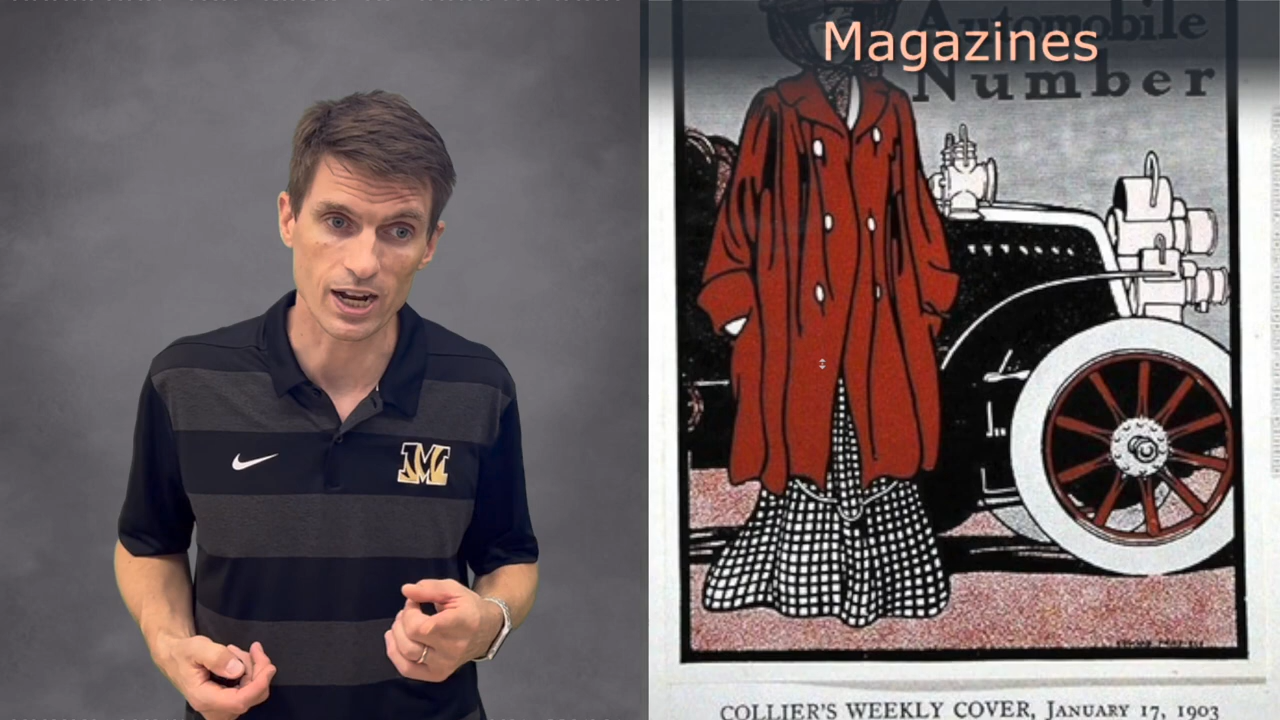 Magazines
Automobile
Number
M
COLLIER'S WEEKLY COVER, JANUARY 17, 1903